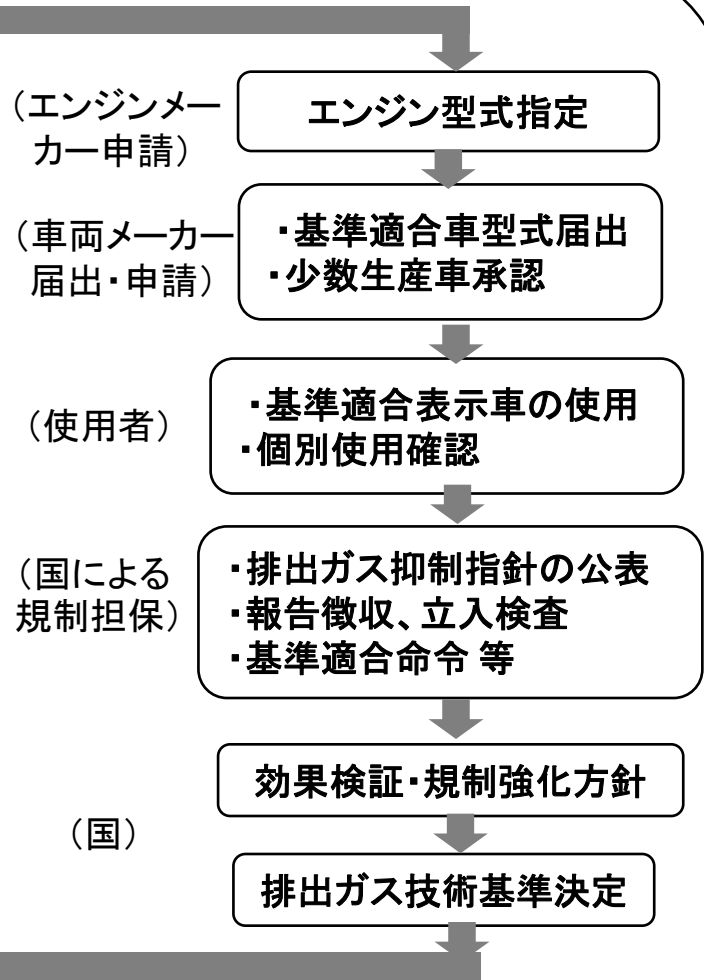 (エンジンメー
カー申請)
エンジン型式指定
(車両メーカー
届出・申請)
・基準適合車型式届出
・少数生産車承認
(使用者)
・基準適合表示車の使用
・個別使用確認
(国による
規制担保)
・排出ガス抑制指針の公表
・報告徴収、立入検査
・基準適合命令 等
効果検証・規制強化方針
(国)
排出ガス技術基準決定